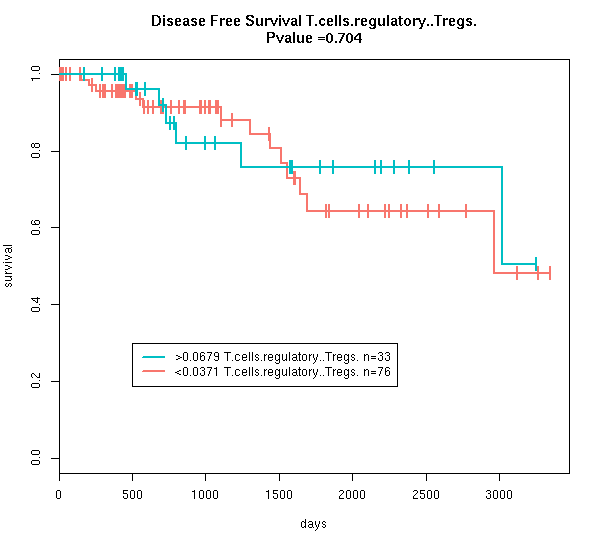 Disease Free Survival T.cells.regulatory..Tregs.
Pvalue =0.704
survival
1.0
0.8
0.6
0.4
0.2
0.0
>0.0679 T.cells.regulatory..Tregs. n=33
<0.0371 T.cells.regulatory..Tregs. n=76
0 500 1000 1500 2000 2500 3000
days